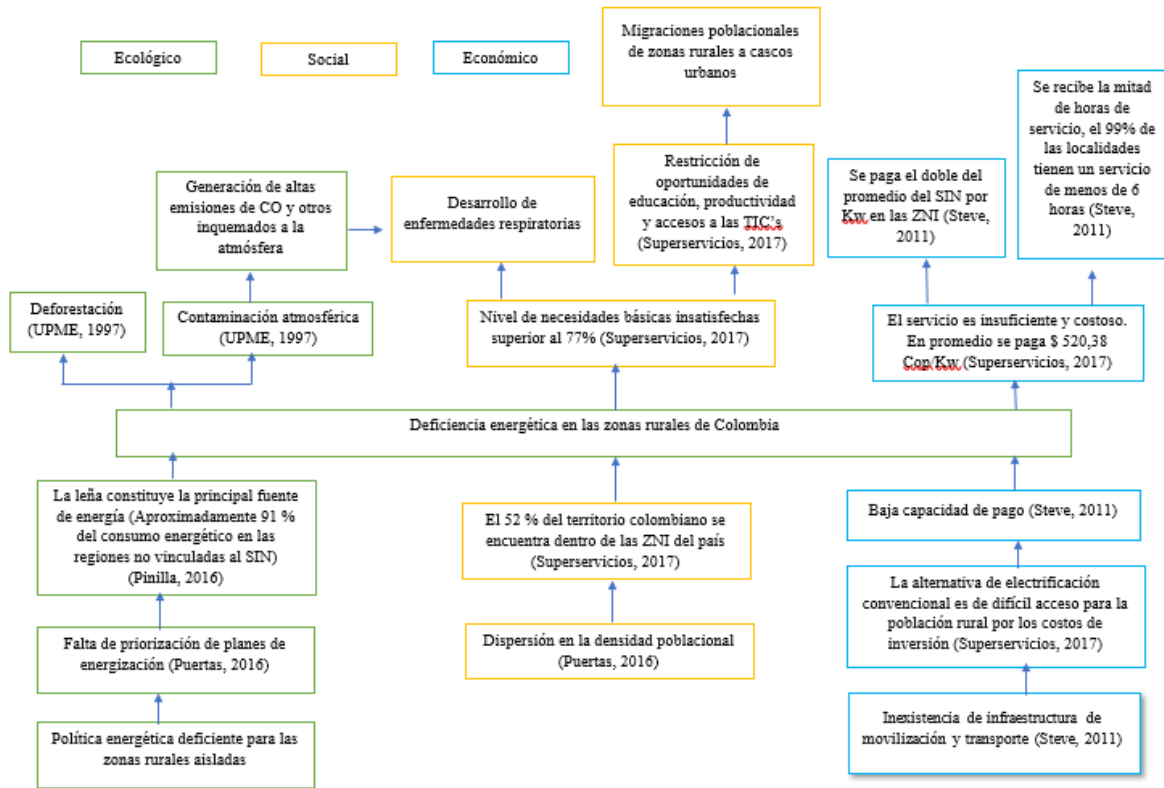 Ecológico
Social
Económico
Migraciones poblacionales
de zonas rurales a cascos
urbanos
Se recibe la mitad
de horas de
servicio, el 99% de
las localidades
tienen un servicio
de menos de 6
horas (Steve,
2011)
Generación de altas
emisiones de CO y otros
inquemados a la
atmósfera
Desarrollo de
enfermedades respiratorias
Restricción de
oportunidades de
educación, productividad
y accesos a las TIC's
(Superservicios, 2017)
Se paga el doble del
promedio del SIN por
Kw en las ZNI (Steve,
2011)
Deforestación
(UPME, 1997)
Contaminación atmosférica
(UPME, 1997)
Nivel de necesidades básicas insatisfechas
superior al 77% (Superservicios, 2017)
El servicio es insuficiente y costoso.
En promedio se paga $ 520,38
Cop/Kw (Superservicios, 2017)
Deficiencia energética en las zonas rurales de Colombia
La leña constituye la principal fuente
de energía (Aproximadamente 91 %
del consumo energético en las
regiones no vinculadas al SIN)
(Pinilla, 2016)
El 52 % del territorio colombiano se
encuentra dentro de las ZNI del país
(Superservicios, 2017)
Baja capacidad de pago (Steve, 2011)
Falta de priorización de planes de
energización (Puertas, 2016)
Dispersión en la densidad poblacional
(Puertas, 2016)
La alternativa de electrificación
convencional es de difícil acceso para la
población rural por los costos de
inversión (Superservicios, 2017)
Política energética deficiente para las
zonas rurales aisladas
Inexistencia de infraestructura de
movilización y transporte (Steve, 2011)